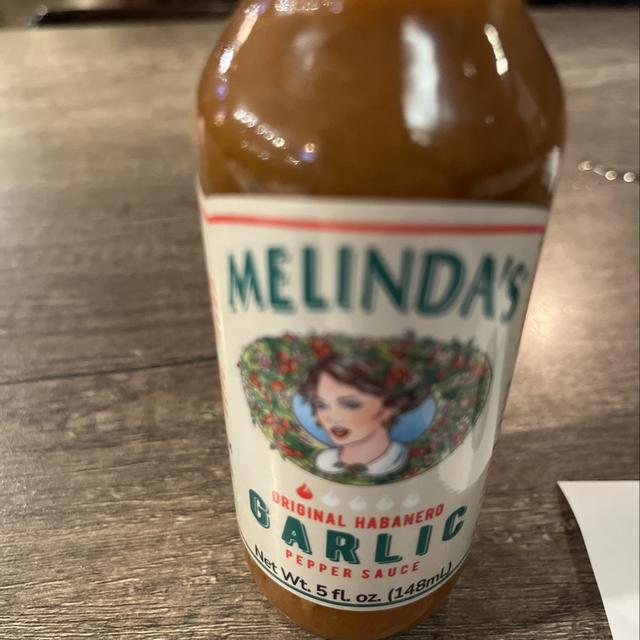 MELINDA'S
ORIGINAL HABANERO
GARLIC
PEPPER SAUCE
Net Wt. 5 fl. oz. (148mL)